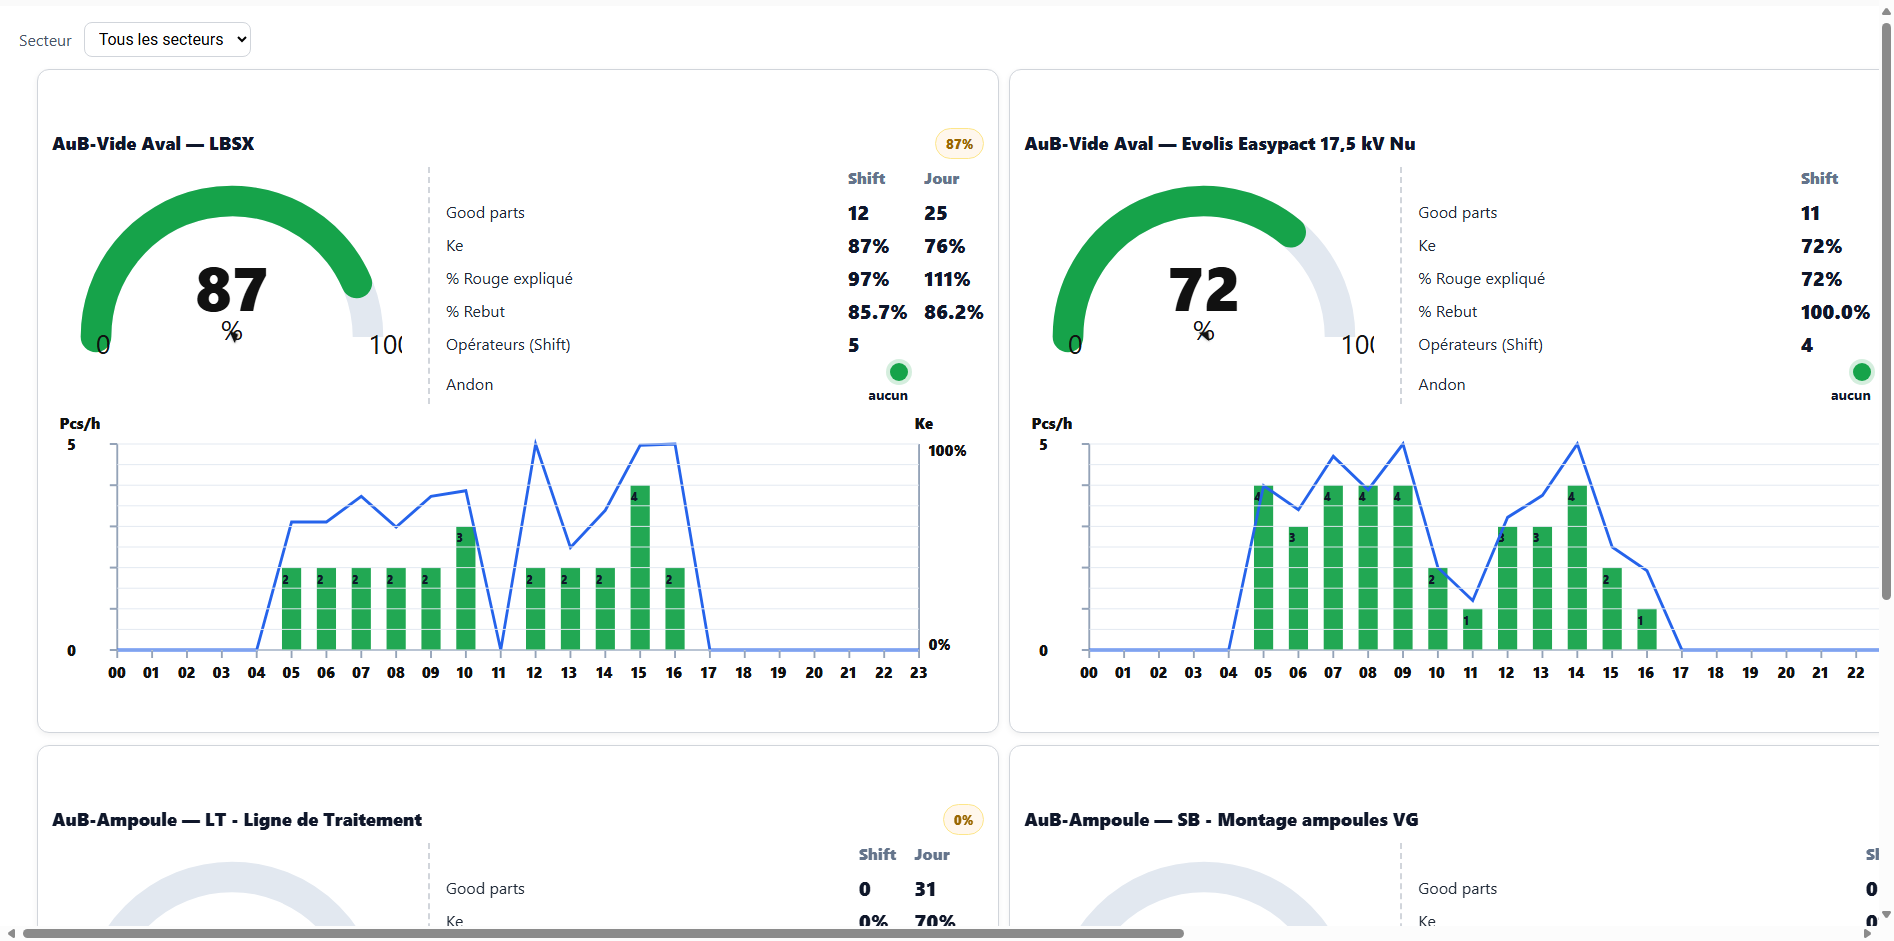 Secteur Tous les secteurs
AuB-Vide Aval — LBSX 87%
Shift Jour
Good parts 12 25
Ke 87% 76%
% Rouge expliqué 97% 111%
% Rebut 85.7% 86.2%
Opérateurs (Shift) 5
Andon
aucun
87
%
0
Pcs/h Ke
5 100%
4
3
2 2 2 2 2 2 2 2 2
0 0%
00 01 02 03 04 05 06 07 08 09 10 11 12 13 14 15 16 17 18 19 20 21 22 23
AuB-Vide Aval — Evolis Easypact 17,5 kV Nu
Shift
Good parts 11
Ke 72%
% Rouge expliqué 72%
% Rebut 100.0%
Opérateurs (Shift) 4
Andon
aucun
72
%
0
Pcs/h
5
4 4 4 4 4
3 3 3
2 2
1 1
0
00 01 02 03 04 05 06 07 08 09 10 11 12 13 14 15 16 17 18 19 20 21 22
AuB-Ampoule — LT - Ligne de Traitement 0%
Shift Jour
Good parts 0 31
Ke 0% 70%
AuB-Ampoule — SB - Montage ampoules VG
Good parts 0
Ke